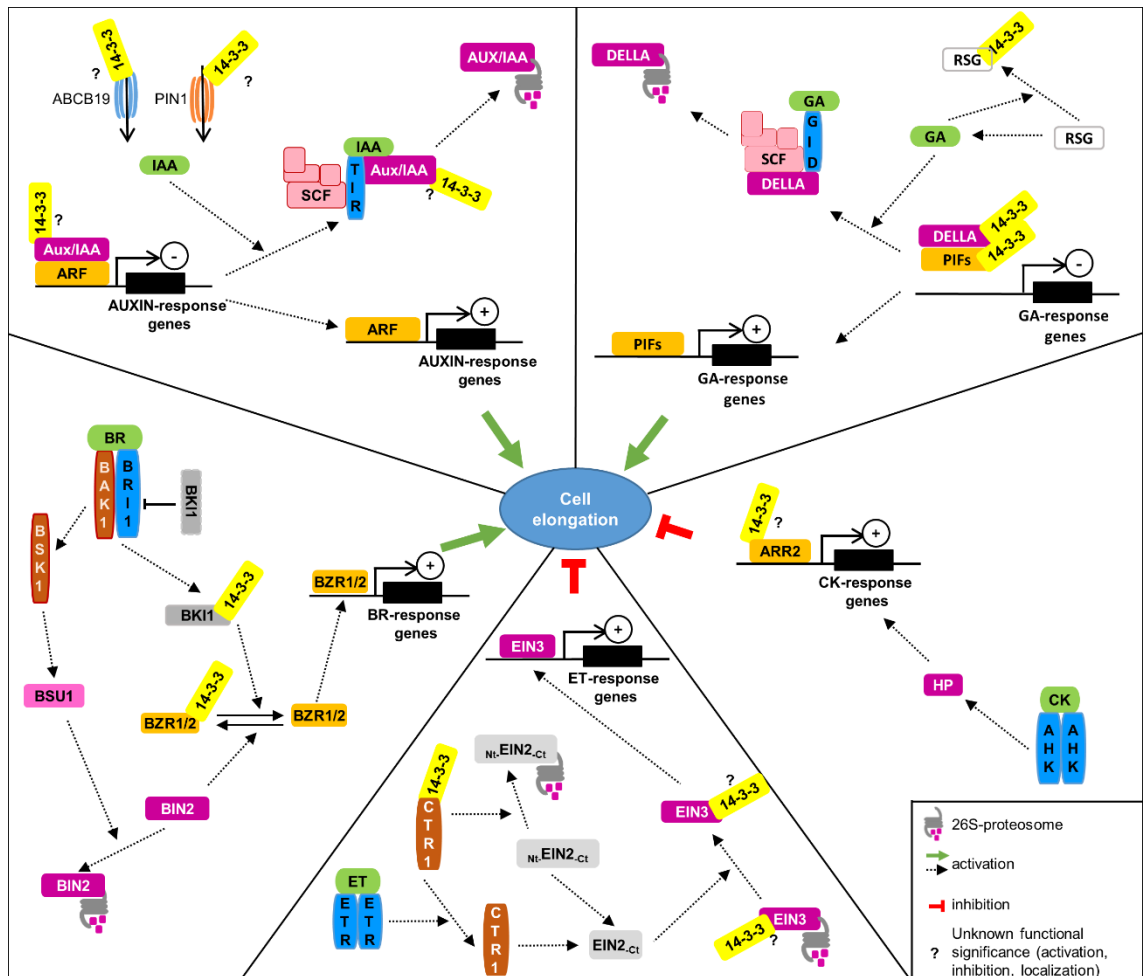 14-3-3
?
ABCB19
14-3-3
?
PIN1
IAA
14-3-3
?
Aux/IAA
ARF
-
AUXIN-response
genes
IAA
TIR
SCF
Aux/IAA
?
14-3-3
AUX/IAA
ARF
+
AUXIN-response
genes
DELLA
GA
GID
SCF
DELLA
RSG
14-3-3
GA
RSG
DELLA
14-3-3
PIFs
14-3-3
-
GA-response
genes
PIFs
+
GA-response
genes
Cell
elongation
BR
BAK1
BRI1
BKI1
BSK1
BKI1
14-3-3
BSU1
BZR1/2
14-3-3
BZR1/2
BIN2
BIN2
BZR1/2
+
BR-response
genes
EIN3
+
ET-response
genes
14-3-3
CTR1
Nt-EIN2-Ct
Nt-EIN2-Ct
ET
ETR
ETR
CTR1
EIN2-Ct
EIN3
?
14-3-3
EIN3
14-3-3
?
14-3-3
?
ARR2
+
CK-response
genes
HP
CK
AHK
AHK
26S-proteosome
activation
inhibition
Unknown functional
? significance (activation,
inhibition, localization)